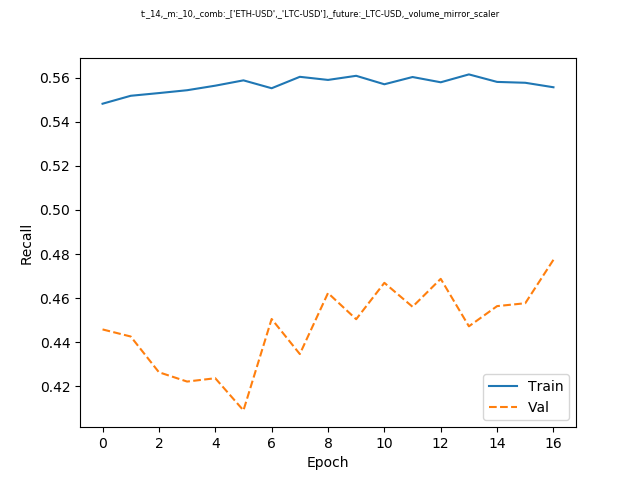 t:_14,_m:_10,_comb:_['ETH-USD',_'LTC-USD'],_future:_LTC-USD,_volume_mirror_scaler
0.56
0.54
0.52
0.50
0.48
0.46
0.44
0.42
Recall
0 2 4 6 8 10 12 14 16
Epoch
Train
Val